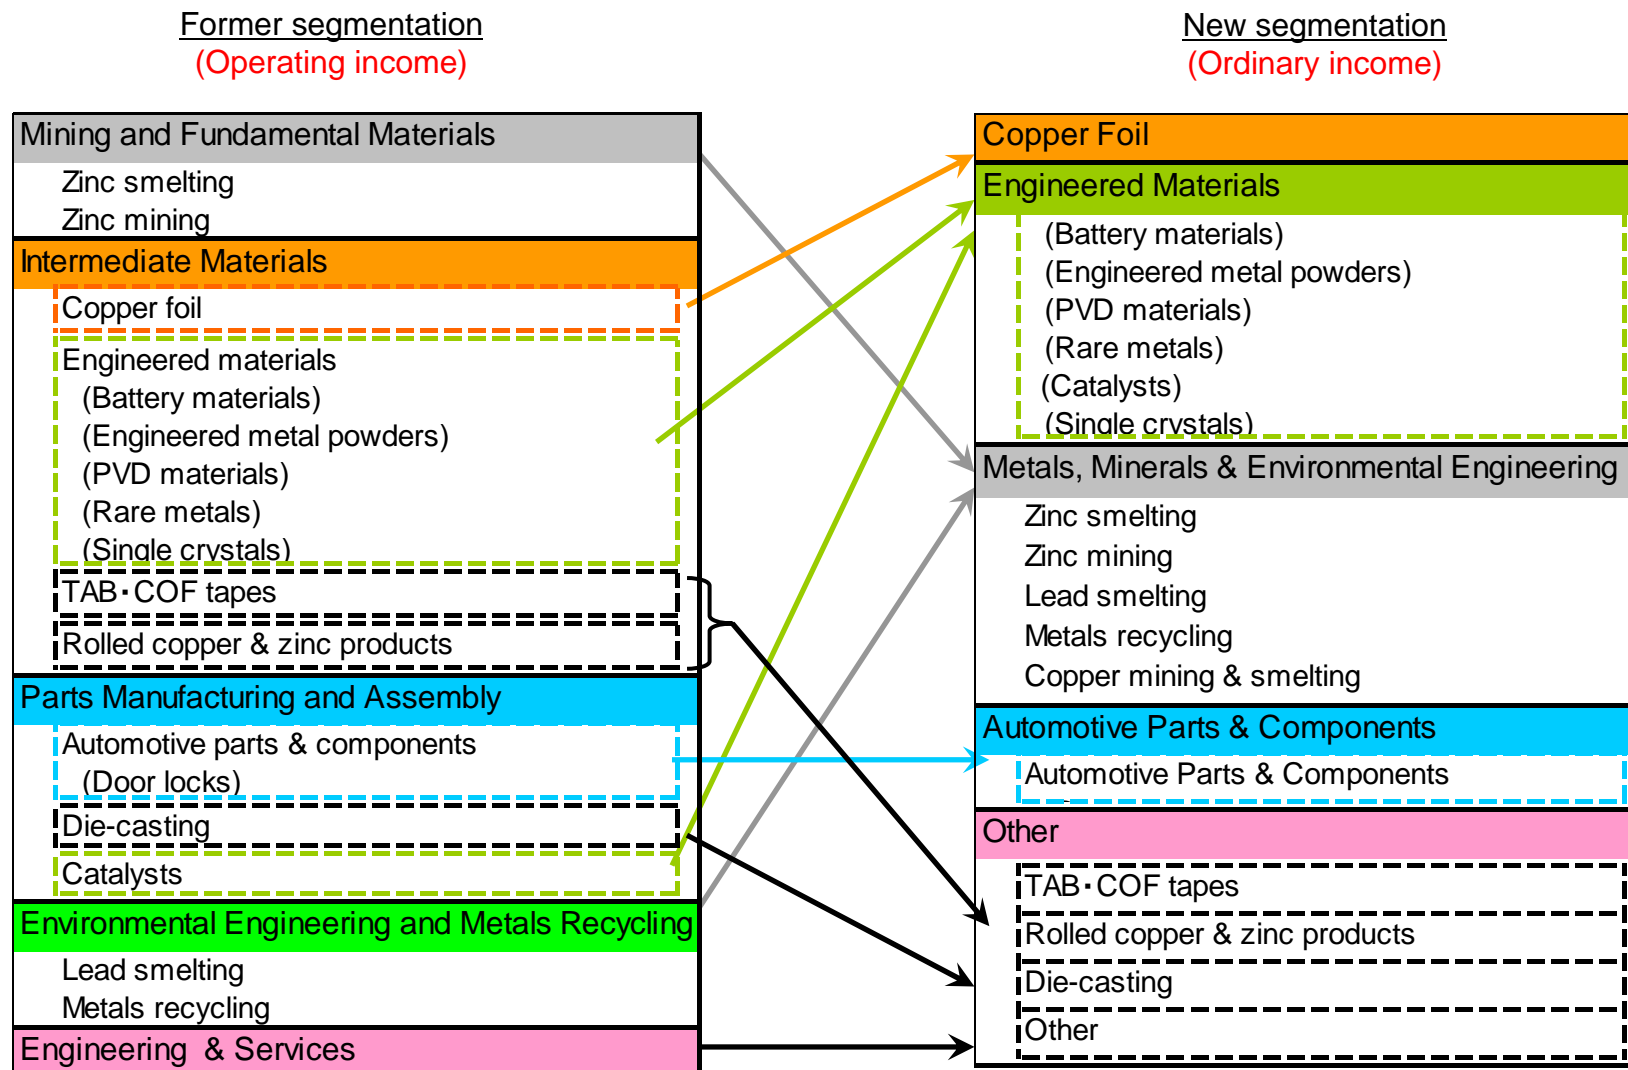 Former segmentation
(Operating income)
Mining and Fundamental Materials
Zinc smelting
Zinc mining
Intermediate Materials
Copper foil
Engineered materials
(Battery materials)
(Engineered metal powders)
(PVD materials)
(Rare metals)
(Single crystals)
TAB・COF tapes
Rolled copper & zinc products
Parts Manufacturing and Assembly
Automotive parts & components
(Door locks)
Die-casting
Catalysts
Environmental Engineering and Metals Recycling
Lead smelting
Metals recycling
Engineering & Services
New segmentation
(Ordinary income)
Copper Foil
Engineered Materials
(Battery materials)
(Engineered metal powders)
(PVD materials)
(Rare metals)
(Catalysts)
(Single crystals)
Metals, Minerals & Environmental Engineering
Zinc smelting
Zinc mining
Lead smelting
Metals recycling
Copper mining & smelting
Automotive Parts & Components
Automotive Parts & Components
Other
TAB・COF tapes
Rolled copper & zinc products
Die-casting
Other